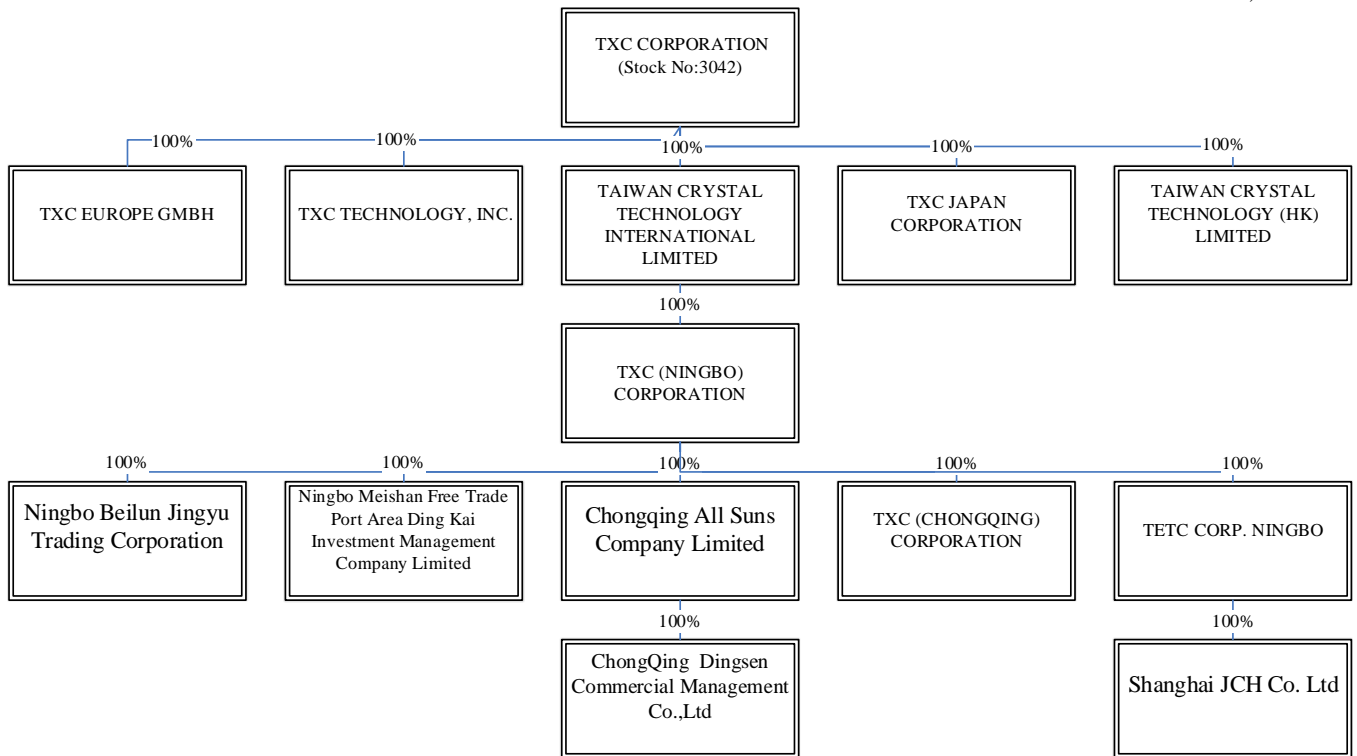 TXC CORPORATION
(Stock No:3042)
100%
100%
100%
100%
100%
TXC EUROPE GMBH
TXC TECHNOLOGY, INC.
TAIWAN CRYSTAL
TECHNOLOGY
INTERNATIONAL
LIMITED
TXC JAPAN
CORPORATION
TAIWAN CRYSTAL
TECHNOLOGY (HK)
LIMITED
100%
TXC (NINGBO)
CORPORATION
100%
100%
100%
100%
100%
Ningbo Beilun Jingyu
Trading Corporation
Ningbo Meishan Free Trade
Port Area Ding Kai
Investment Management
Company Limited
Chongqing All Suns
Company Limited
TXC (CHONGQING)
CORPORATION
TETC CORP. NINGBO
100%
100%
ChongQing Dingsen
Commercial Management
Co.,Ltd
Shanghai JCH Co. Ltd